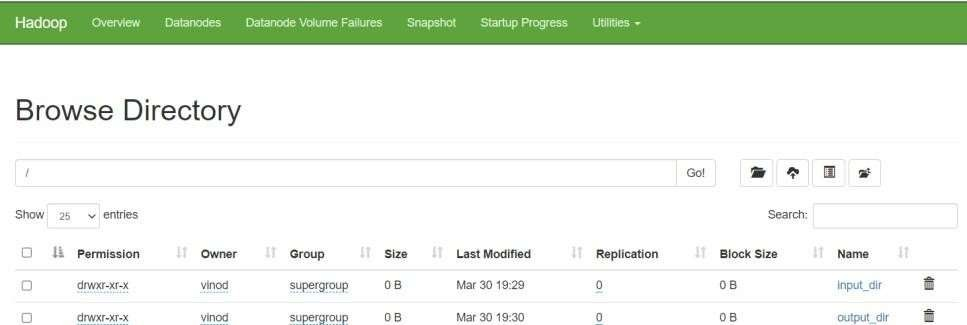 Hadoop Overview Datanodes Datanode Volume Failures Snapshot Startup Progress Utilities
Browse Directory
/ Go!
Show 25 entries Search:
Permission Owner Group Size Last Modified Replication Block Size Name
drwxr-xr-x vinod supergroup 0 B Mar 30 19:29 0 0 B input_dir
drwxr-xr-x vinod supergroup 0 B Mar 30 19:30 0 0 B output_dir